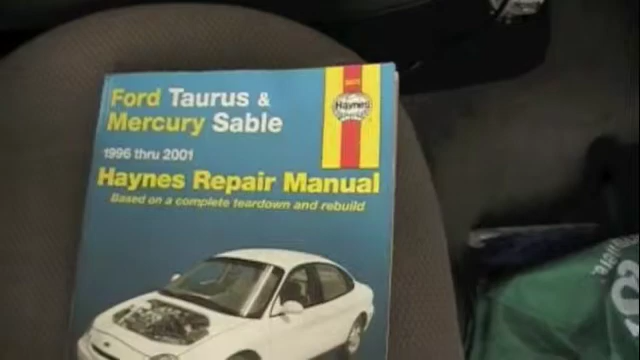 Ford Taurus &
Mercury Sable
1996 thru 2001
Haynes Repair Manual
Based on a complete teardown and rebuild
Haynes